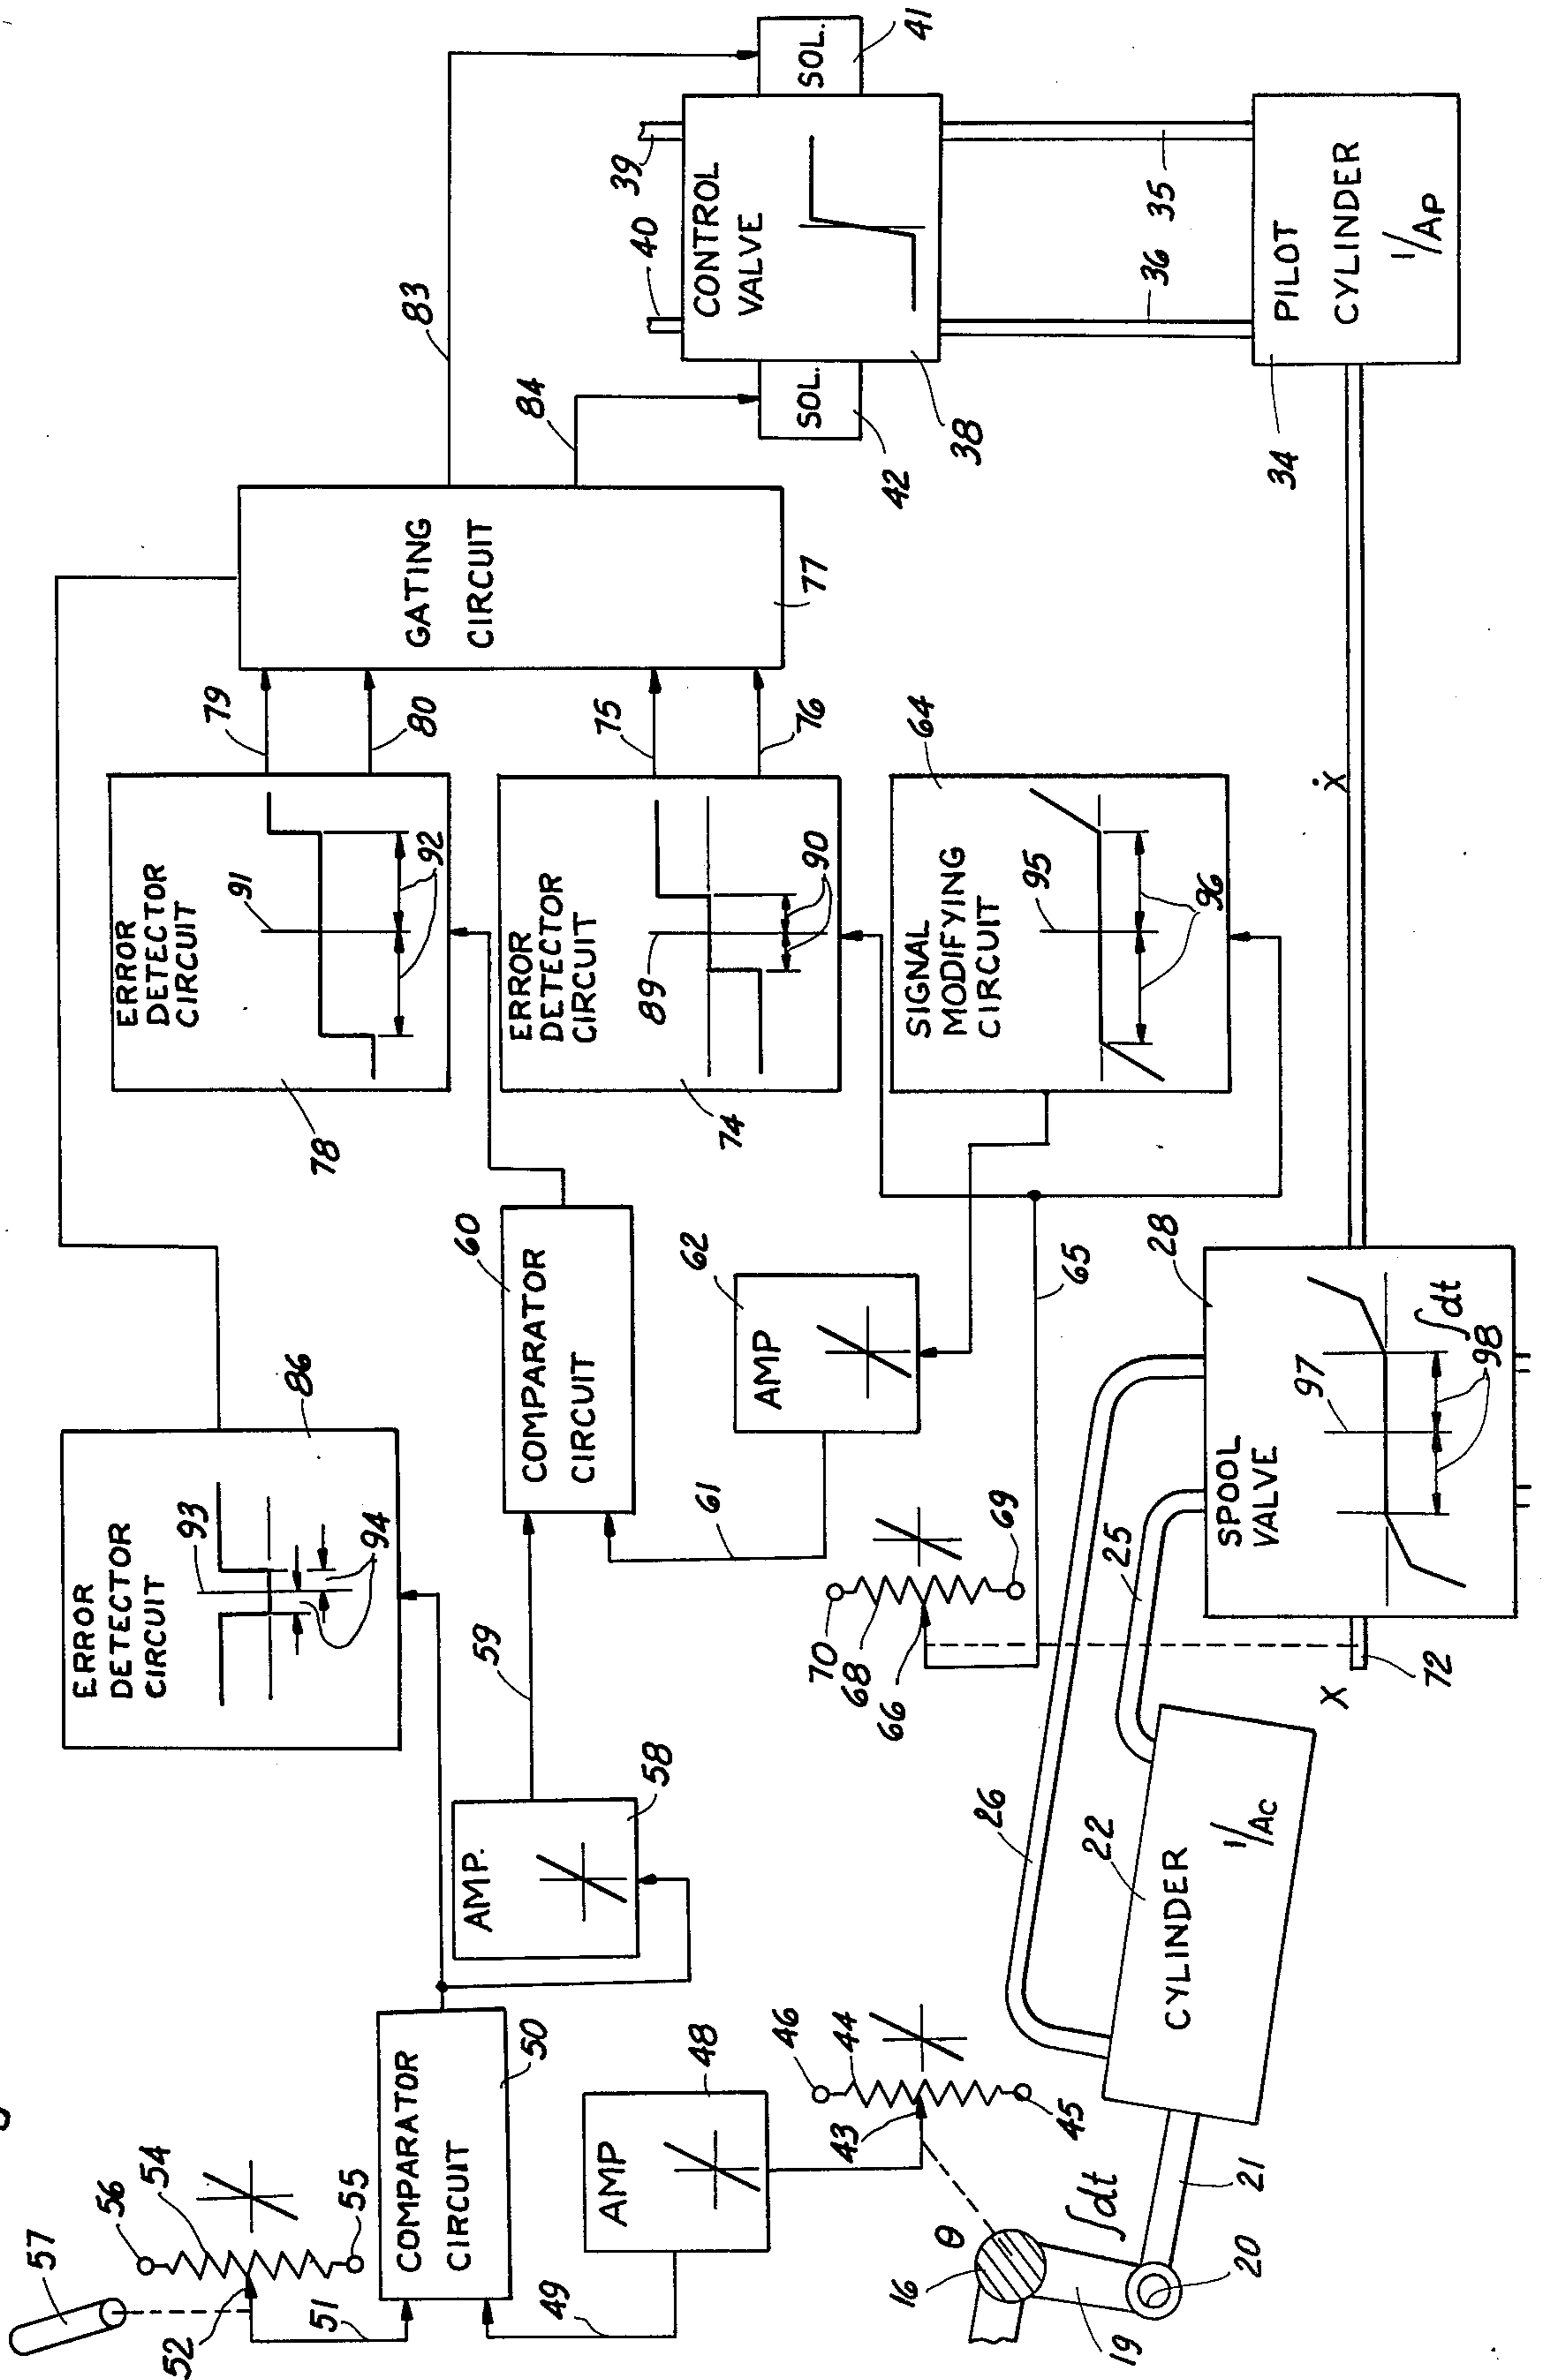 57
56
54
52
55
51
COMPARATOR
CIRCUIT
50
49
AMP
48
46
44
43
45
16
θ
19
20
∫dt
21
CYLINDER
22
1/Ac
26
25
ERROR
DETECTOR
CIRCUIT
86
93
94
AMP.
58
59
COMPARATOR
CIRCUIT
60
61
AMP
62
70
68
66
69
65
X
72
SPOOL
VALVE
28
97
∫dt
98
ERROR
DETECTOR
CIRCUIT
78
91
92
79
80
ERROR
DETECTOR
CIRCUIT
74
89
90
75
76
SIGNAL
MODIFYING
CIRCUIT
64
95
96
Ẋ
GATING
CIRCUIT
77
83
84
SOL.
42
40
39
CONTROL
VALVE
38
SOL.
41
36
35
PILOT
CYLINDER
1/AP
34